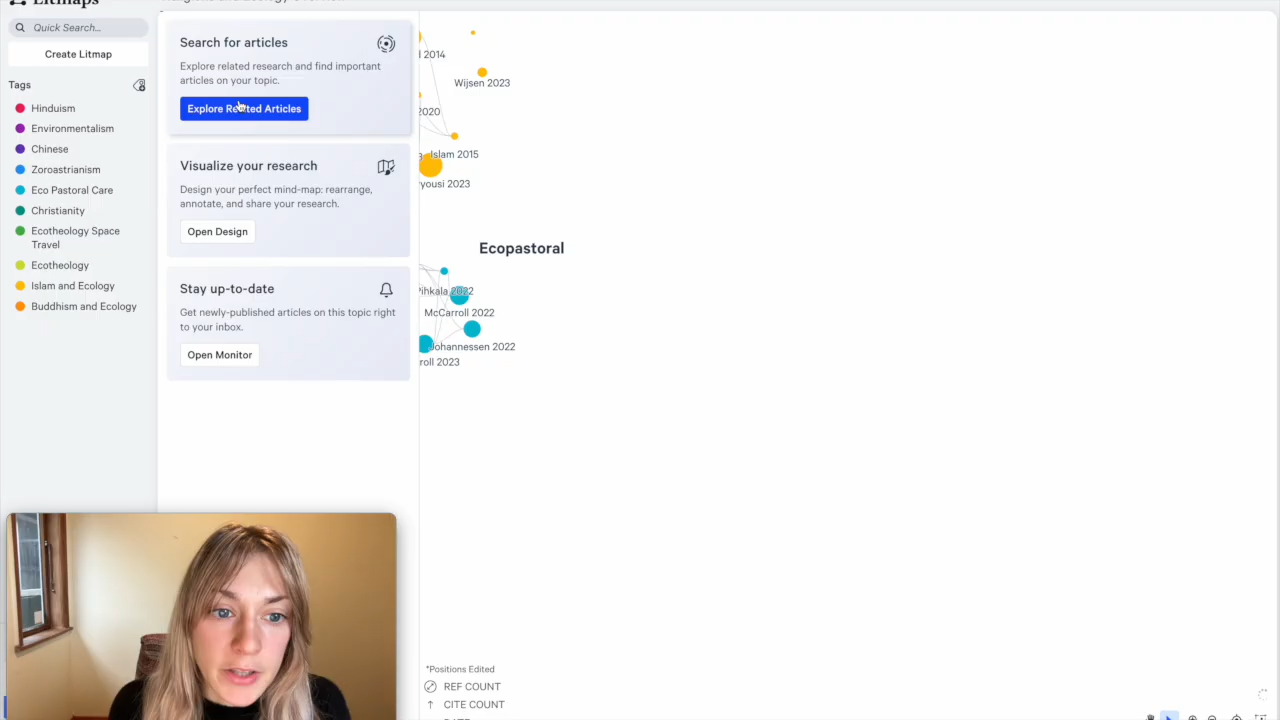 Litmaps
Quick Search...
Create Litmap
Tags
Hinduism
Environmentalism
Chinese
Zoroastrianism
Eco Pastoral Care
Christianity
Ecotheology Space
Travel
Ecotheology
Islam and Ecology
Buddhism and Ecology
Search for articles
Explore related research and find important
articles on your topic.
Explore Related Articles
Visualize your research
Design your perfect mind-map: rearrange,
annotate, and share your research.
Open Design
Stay up-to-date
Get newly-published articles on this topic right
to your inbox.
Open Monitor
2014
Wijsen 2023
2020
Islam 2015
ryousi 2023
Ecopastoral
Pihkala 2022
McCarroll 2022
Johannessen 2022
roll 2023
*Positions Edited
REF COUNT
CITE COUNT